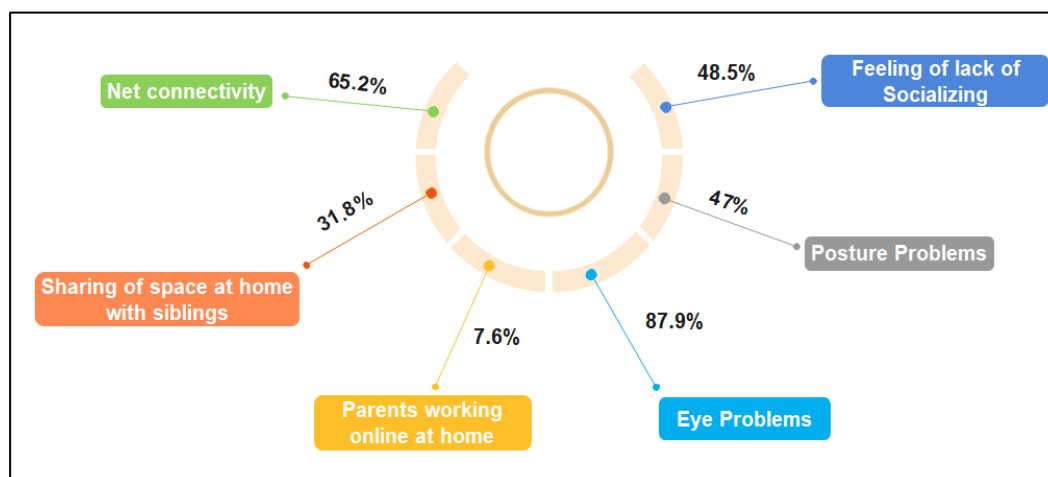 Net connectivity
65.2%
48.5%
Feeling of lack of
Socializing
31.8%
Sharing of space at home
with siblings
47%
Posture Problems
7.6%
Parents working
online at home
87.9%
Eye Problems